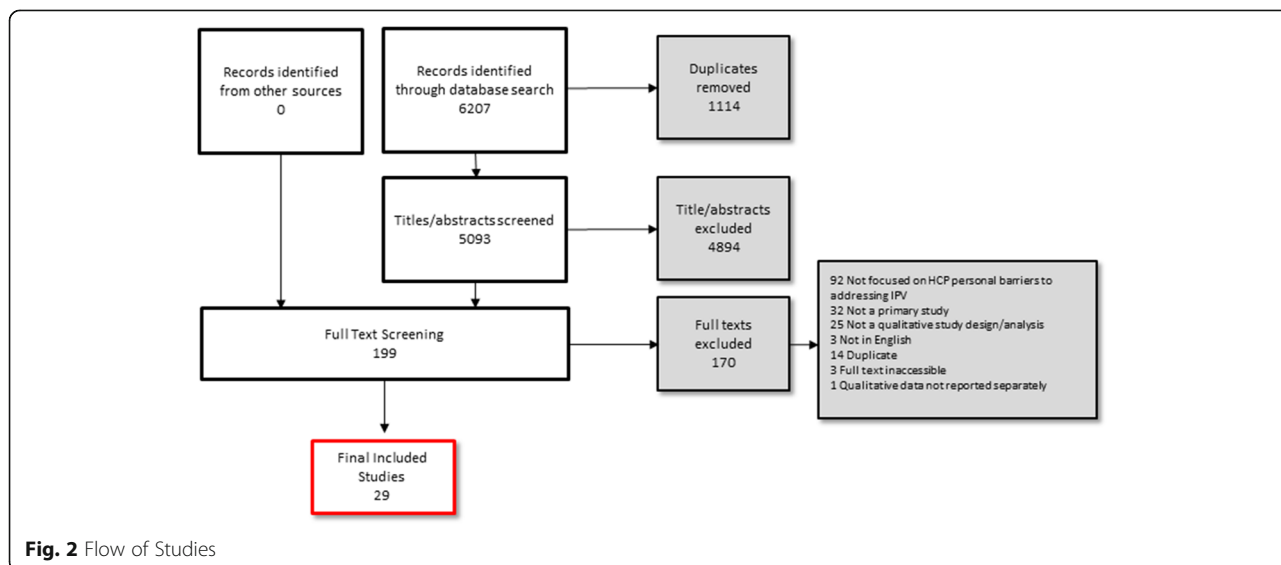 Records identified
from other sources
0
Records identified
through database search
6207
Duplicates
removed
1114
Titles/abstracts screened
5093
Title/abstracts
excluded
4894
Full Text Screening
199
Full texts
excluded
170
92 Not focused on HCP personal barriers to
addressing IPV
32 Not a primary study
25 Not a qualitative study design/analysis
3 Not in English
14 Duplicate
3 Full text inaccessible
1 Qualitative data not reported separately
Final Included
Studies
29
Fig. 2 Flow of Studies